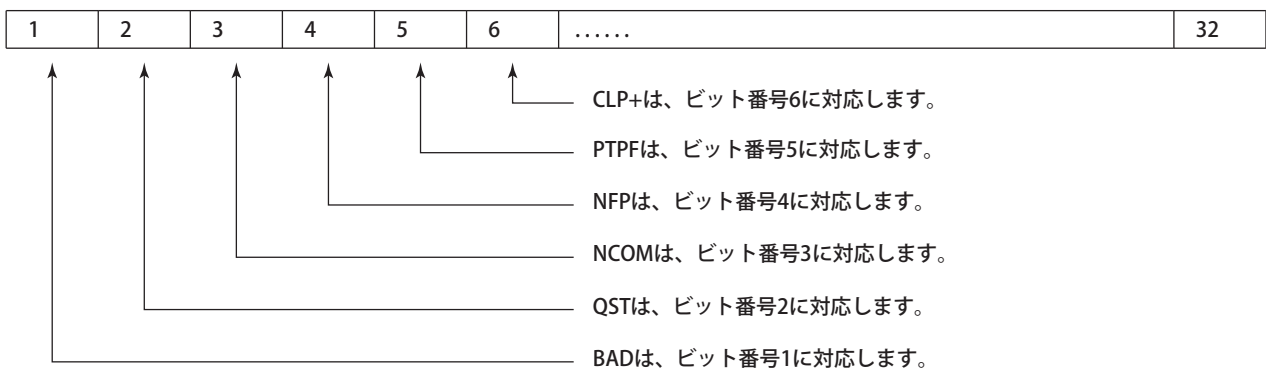 1 2 3 4 5 6 ...... 32
CLP+は、ビット番号6に対応します。
PTPFは、ビット番号5に対応します。
NFPは、ビット番号4に対応します。
NCOMは、ビット番号3に対応します。
QSTは、ビット番号2に対応します。
BADは、ビット番号1に対応します。